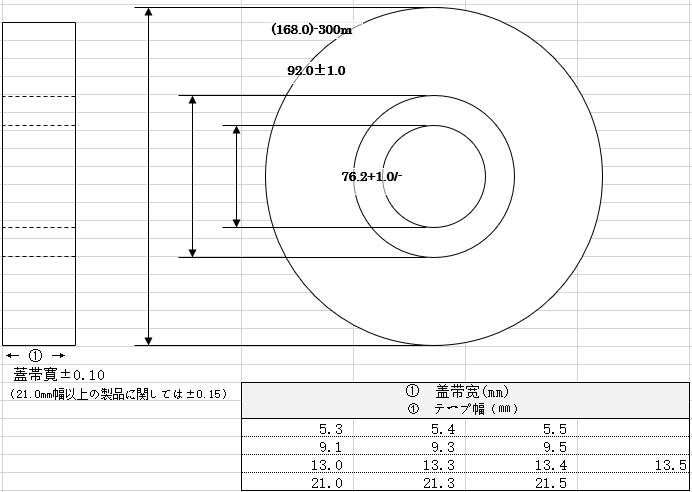 (168.0)-300m
92.0±1.0
76.2+1.0/-
← ① →
蓋帯寛±0.10
(21.0mm幅以上の製品に関しては±0.15)
① 盖带宽(mm)
① テープ幅 (mm)
5.3 5.4 5.5
9.1 9.3 9.5
13.0 13.3 13.4 13.5
21.0 21.3 21.5